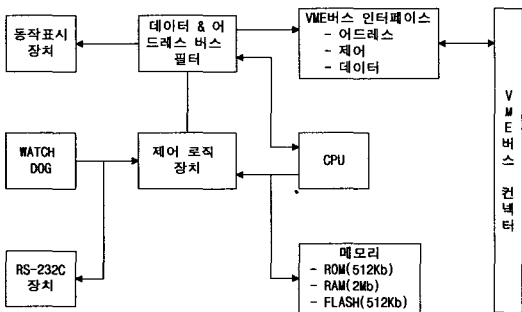 동작표시
장치
데이터 & 어
드레스 버스
필터
VME버스 인터페이스
- 어드레스
- 제어
- 데이터
WATCH
DOG
제어 로직
장치
CPU
RS-232C
장치
메모리
- ROM(512Kb)
- RAM(2Mb)
- FLASH(512Kb)
V
M
E
버
스
컨
넥
터